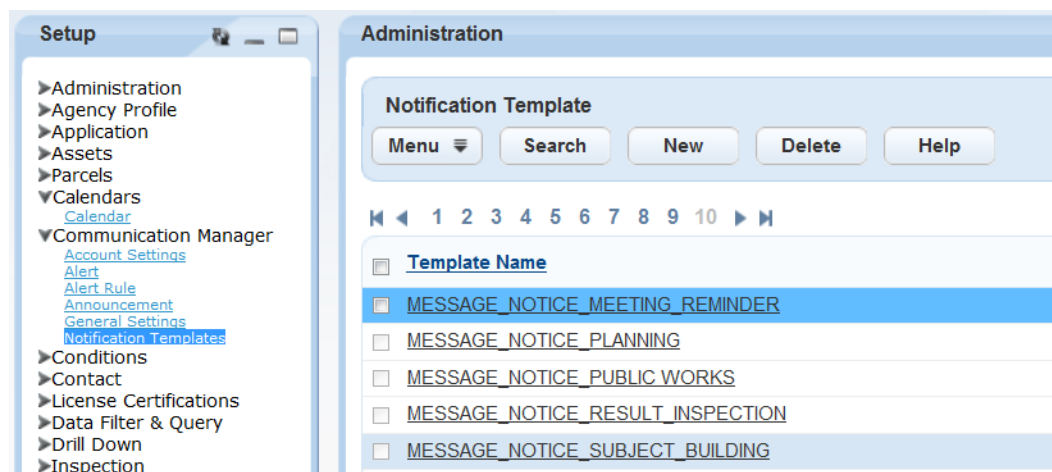 Setup
Administration
Agency Profile
Application
Assets
Parcels
Calendars
Calendar
Communication Manager
Account Settings
Alert
Alert Rule
Announcement
General Settings
Notification Templates
Conditions
Contact
License Certifications
Data Filter & Query
Drill Down
Inspection
Administration
Notification Template
Menu Search New Delete Help
1 2 3 4 5 6 7 8 9 10
Template Name
MESSAGE_NOTICE_MEETING_REMINDER
MESSAGE_NOTICE_PLANNING
MESSAGE_NOTICE_PUBLIC WORKS
MESSAGE_NOTICE_RESULT_INSPECTION
MESSAGE_NOTICE_SUBJECT_BUILDING